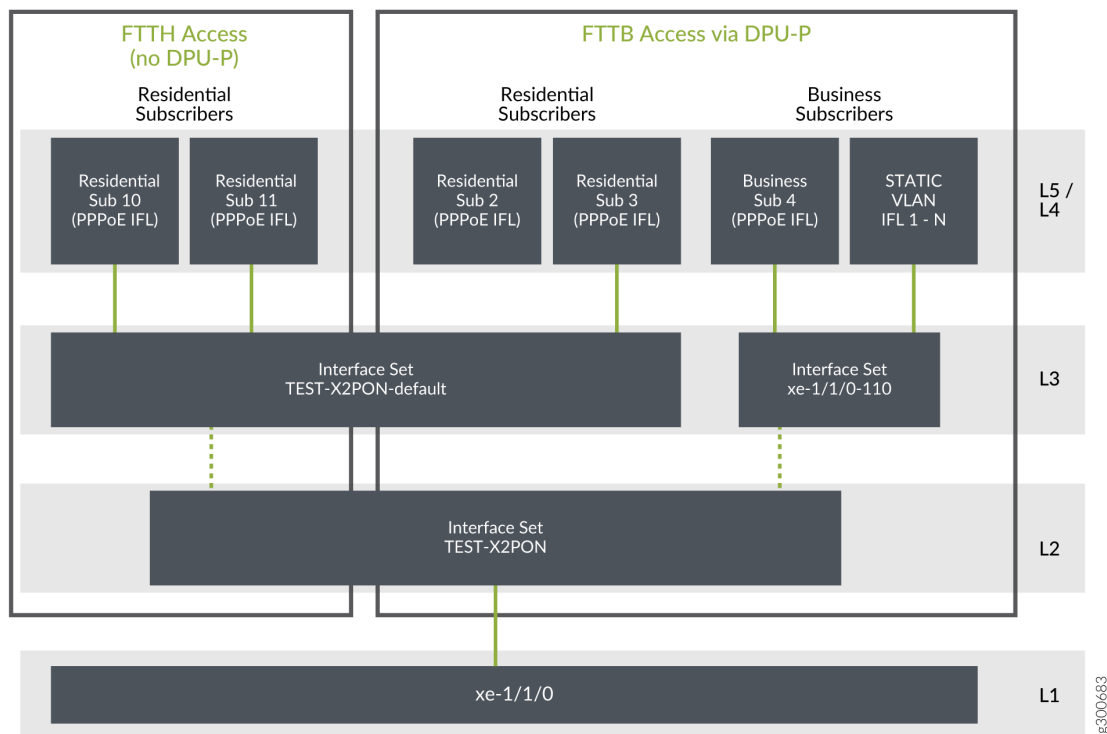 FTTH Access
(no DPU-P)
FTTB Access via DPU-P
Residential
Subscribers
Residential
Subscribers
Business
Subscribers
Residential
Sub 10
(PPPoE IFL)
Residential
Sub 11
(PPPoE IFL)
Residential
Sub 2
(PPPoE IFL)
Residential
Sub 3
(PPPoE IFL)
Business
Sub 4
(PPPoE IFL)
STATIC
VLAN
IFL 1 - N
L5 /
L4
Interface Set
TEST-X2PON-default
Interface Set
xe-1/1/0-110
L3
Interface Set
TEST-X2PON
L2
xe-1/1/0
L1
g300683